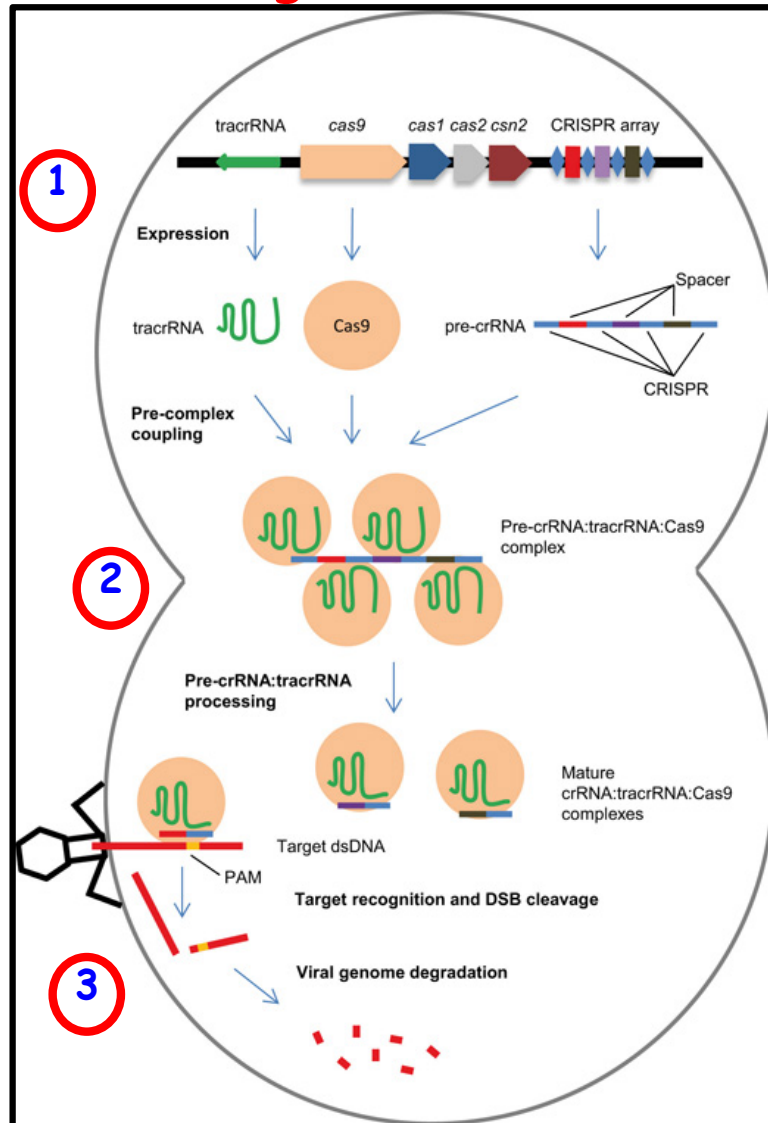 tracrRNA cas9 cas1 cas2 csn2 CRISPR array
1
Expression
tracrRNA
Cas9
pre-crRNA
Spacer
CRISPR
Pre-complex
coupling
Pre-crRNA:tracrRNA:Cas9
complex
2
Pre-crRNA:tracrRNA
processing
Mature
crRNA:tracrRNA:Cas9
complexes
Target dsDNA
PAM
Target recognition and DSB cleavage
3
Viral genome degradation